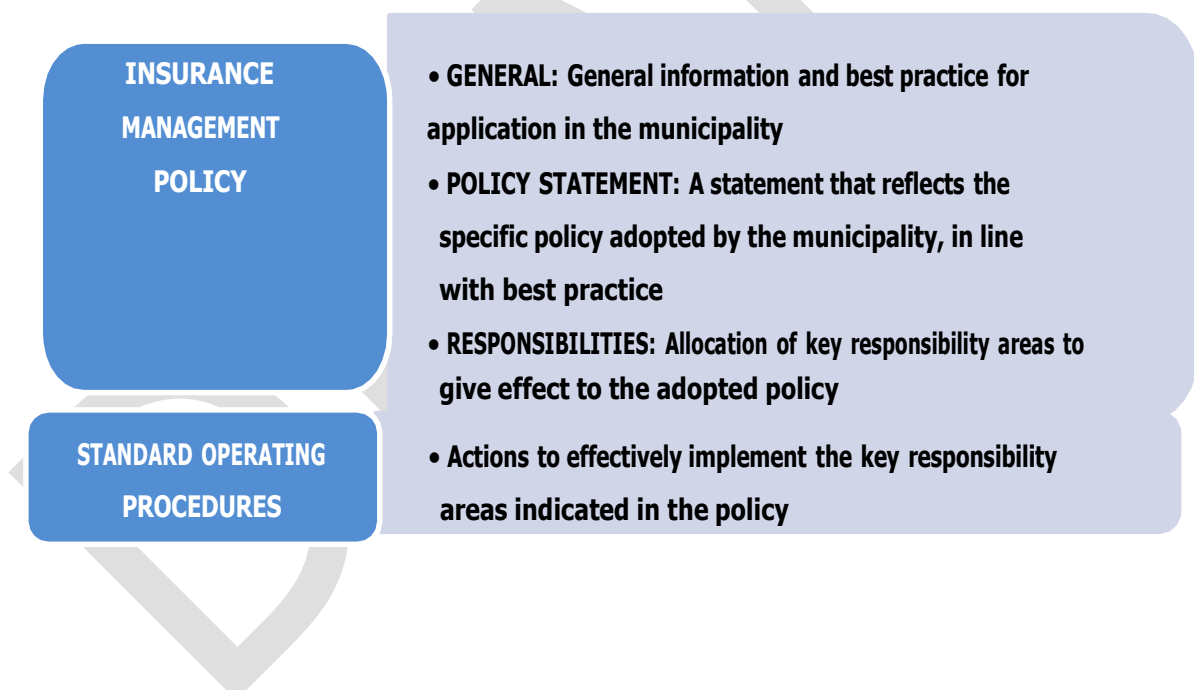 INSURANCE
MANAGEMENT
POLICY
• GENERAL: General information and best practice for
application in the municipality
• POLICY STATEMENT: A statement that reflects the
specific policy adopted by the municipality, in line
with best practice
• RESPONSIBILITIES: Allocation of key responsibility areas to
give effect to the adopted policy
STANDARD OPERATING
PROCEDURES
• Actions to effectively implement the key responsibility
areas indicated in the policy